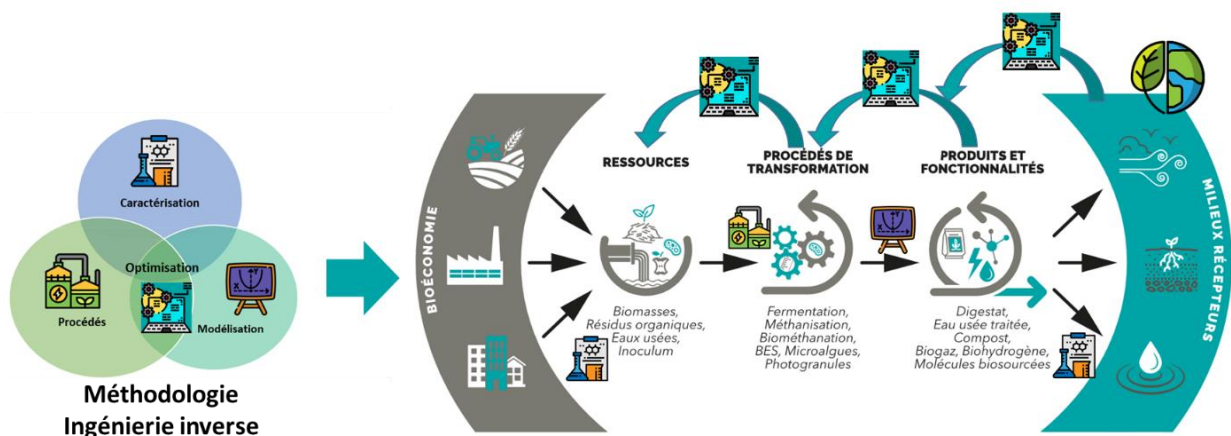 Caractérisation
Optimisation
Procédés
Modélisation
Méthodologie
Ingénierie inverse
BIOÉCONOMIE
RESSOURCES
Biomasses,
Résidus organiques,
Eaux usées,
Inoculum
PROCÉDÉS DE
TRANSFORMATION
Fermentation,
Méthanisation,
Biométhanation,
BES, Microalgues,
Photogranules
PRODUITS ET
FONCTIONNALITÉS
Digestat,
Eau usée traitée,
Compost,
Biogaz, Biohydrogène,
Molécules biosourcées
MILIEUX RÉCEPTEURS